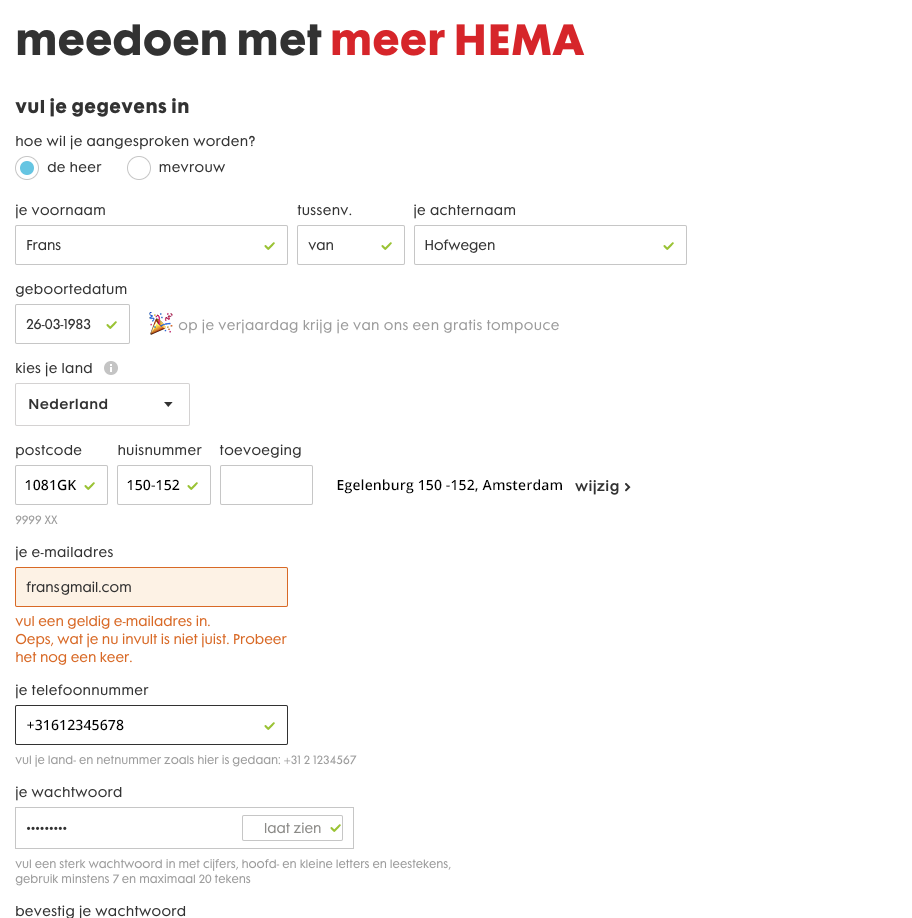 meedoen met meer HEMA
vul je gegevens in
hoe wil je aangesproken worden?
de heer mevrouw
je voornaam tussenv. je achternaam
Frans van Hofwegen
geboortedatum
26-03-1983 op je verjaardag krijg je van ons een gratis tompouce
kies je land i
Nederland
postcode huisnummer toevoeging
1081GK 150-152 Egelenburg 150 -152, Amsterdam wijzig
9999 XX
je e-mailadres
fransgmail.com
vul een geldig e-mailadres in.
Oeps, wat je nu invult is niet juist. Probeer
het nog een keer.
je telefoonnummer
+31612345678
vul je land- en netnummer zoals hier is gedaan: +31 2 1234567
je wachtwoord
••••••••• laat zien
vul een sterk wachtwoord in met cijfers, hoofd- en kleine letters en leestekens,
gebruik minstens 7 en maximaal 20 tekens
bevestig je wachtwoord